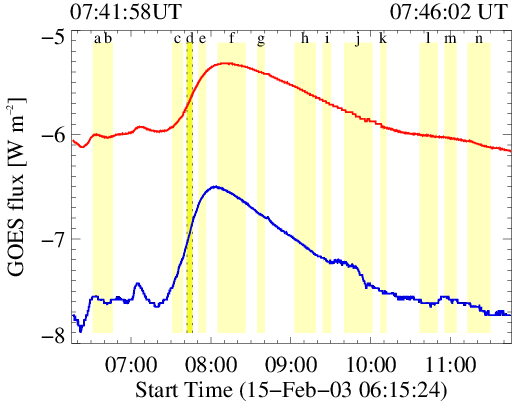 07:41:58UT 07:46:02 UT
−5
a b c d e f g h i j k l m n
−6
GOES flux [W m⁻²]
−7
−8
07:00 08:00 09:00 10:00 11:00
Start Time (15−Feb−03 06:15:24)